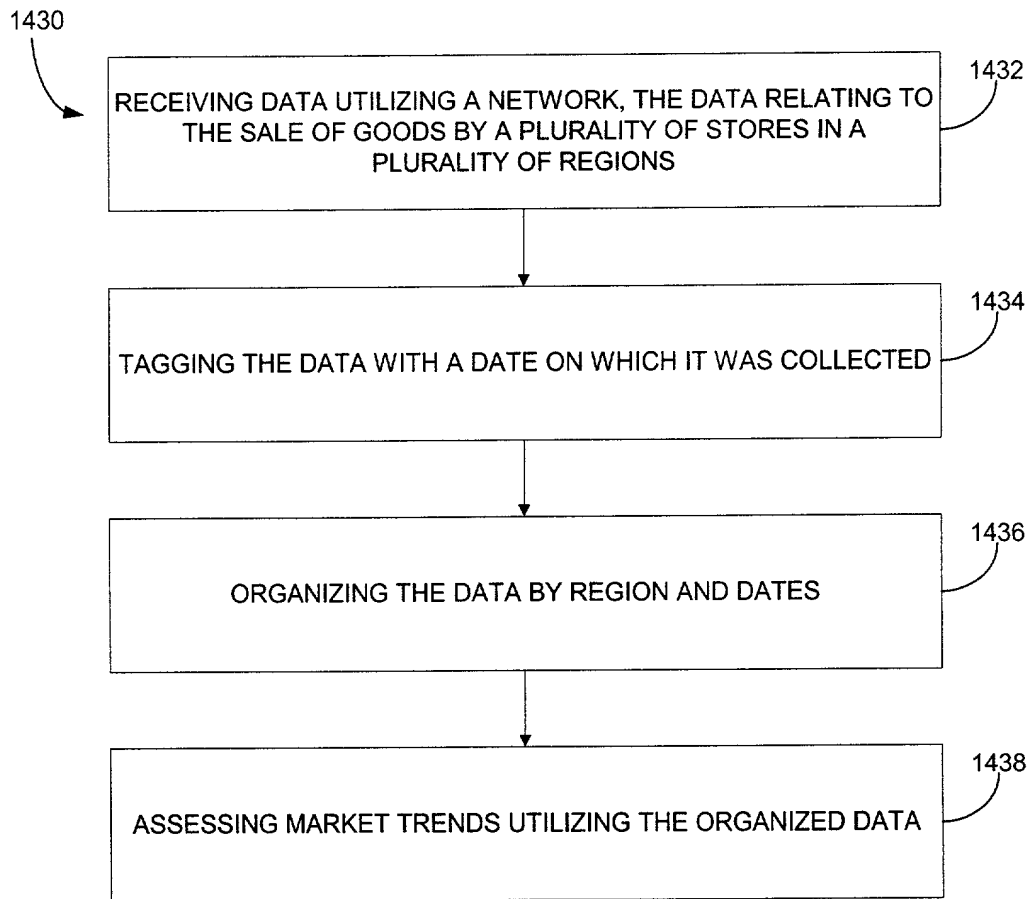 1430
1432
RECEIVING DATA UTILIZING A NETWORK, THE DATA RELATING TO
THE SALE OF GOODS BY A PLURALITY OF STORES IN A
PLURALITY OF REGIONS
1434
TAGGING THE DATA WITH A DATE ON WHICH IT WAS COLLECTED
1436
ORGANIZING THE DATA BY REGION AND DATES
1438
ASSESSING MARKET TRENDS UTILIZING THE ORGANIZED DATA